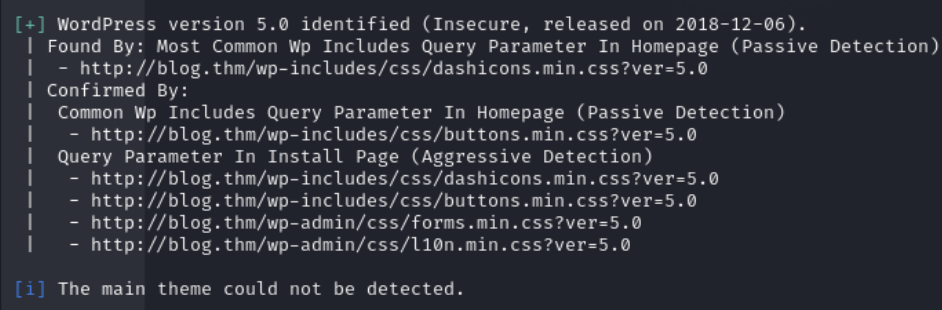 [+] WordPress version 5.0 identified (Insecure, released on 2018-12-06).
| Found By: Most Common Wp Includes Query Parameter In Homepage (Passive Detection)
|  - http://blog.thm/wp-includes/css/dashicons.min.css?ver=5.0
| Confirmed By:
|  Common Wp Includes Query Parameter In Homepage (Passive Detection)
|   - http://blog.thm/wp-includes/css/buttons.min.css?ver=5.0
|  Query Parameter In Install Page (Aggressive Detection)
|   - http://blog.thm/wp-includes/css/dashicons.min.css?ver=5.0
|   - http://blog.thm/wp-includes/css/buttons.min.css?ver=5.0
|   - http://blog.thm/wp-admin/css/forms.min.css?ver=5.0
|   - http://blog.thm/wp-admin/css/l10n.min.css?ver=5.0
[i] The main theme could not be detected.